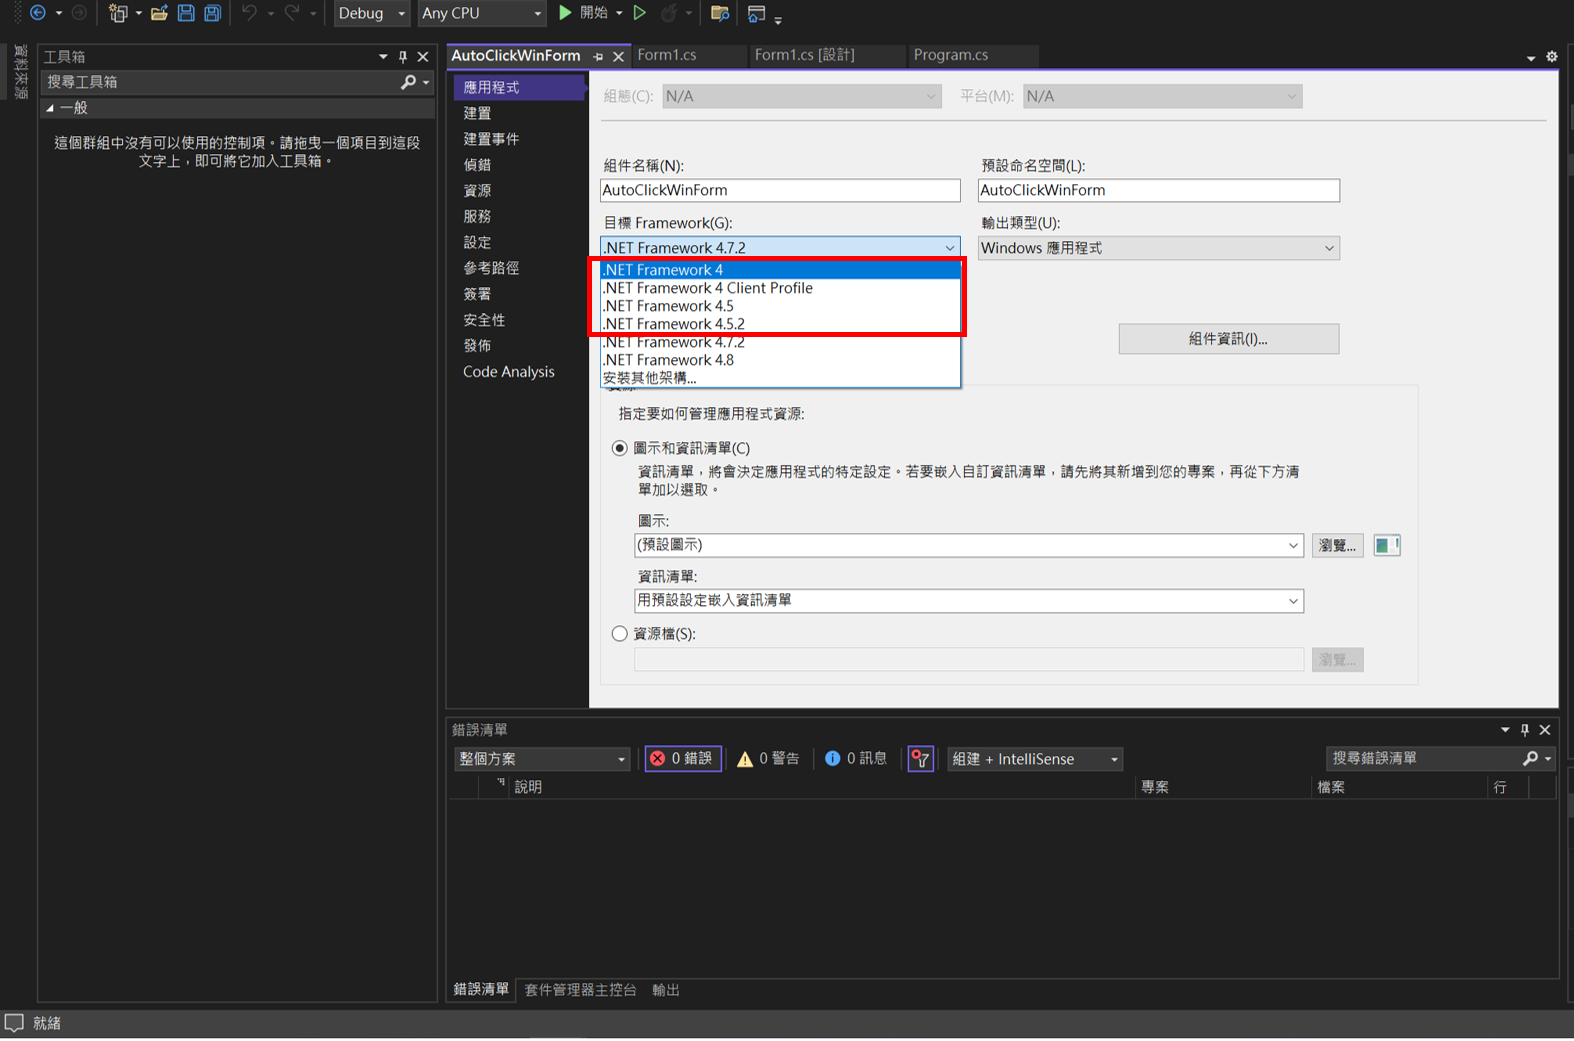 Debug
Any CPU
開始
資料來源
工具箱
搜尋工具箱
一般
這個群組中沒有可以使用的控制項。請拖曳一個項目到這段
文字上，即可將它加入工具箱。
AutoClickWinForm
Form1.cs
Form1.cs [設計]
Program.cs
應用程式
建置
建置事件
偵錯
資源
服務
設定
參考路徑
簽署
安全性
發佈
Code Analysis
組態(C):
N/A
平台(M):
N/A
組件名稱(N):
AutoClickWinForm
預設命名空間(L):
AutoClickWinForm
目標 Framework(G):
.NET Framework 4.7.2
輸出類型(U):
Windows 應用程式
.NET Framework 4
.NET Framework 4 Client Profile
.NET Framework 4.5
.NET Framework 4.5.2
.NET Framework 4.7.2
.NET Framework 4.8
安裝其他架構...
組件資訊(I)...
資源
指定要如何管理應用程式資源:
圖示和資訊清單(C)
資訊清單，將會決定應用程式的特定設定。若要嵌入自訂資訊清單，請先將其新增到您的專案，再從下方清
單加以選取。
圖示:
(預設圖示)
瀏覽...
資訊清單:
用預設設定嵌入資訊清單
資源檔(S):
瀏覽...
錯誤清單
整個方案
0 錯誤
0 警告
0 訊息
組建 + IntelliSense
搜尋錯誤清單
說明
專案
檔案
行
錯誤清單
套件管理器主控台
輸出
就緒